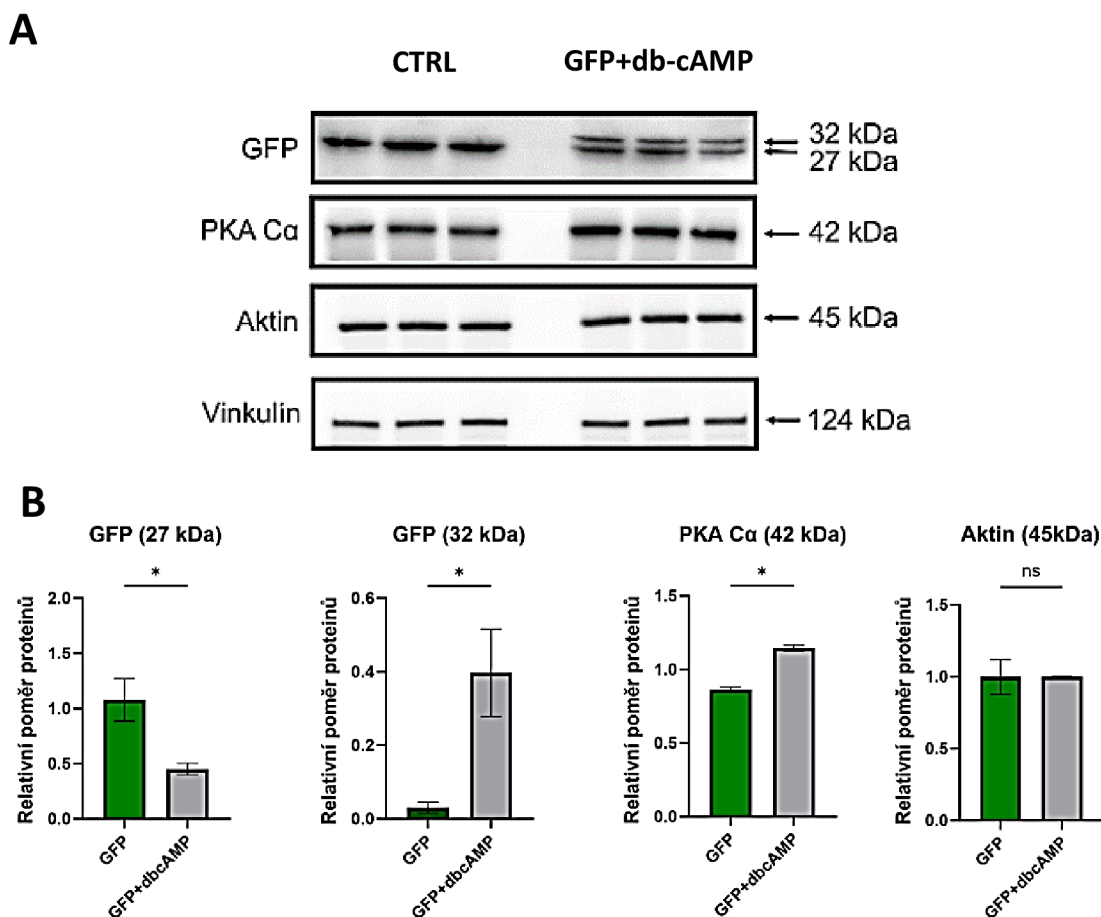 A
CTRL GFP+db-cAMP
GFP
32 kDa
27 kDa
PKA Cα
42 kDa
Aktin
45 kDa
Vinkulin
124 kDa
B
GFP (27 kDa)
*
Relativní poměr proteinů
2.0
1.5
1.0
0.5
0.0
GFP
GFP+dbcAMP
GFP (32 kDa)
*
Relativní poměr proteinů
0.6
0.4
0.2
0.0
GFP
GFP+dbcAMP
PKA Cα (42 kDa)
*
Relativní poměr proteinů
1.5
1.0
0.5
0.0
GFP
GFP+dbcAMP
Aktin (45kDa)
ns
Relativní poměr proteinů
1.5
1.0
0.5
0.0
GFP
GFP+dbcAMP